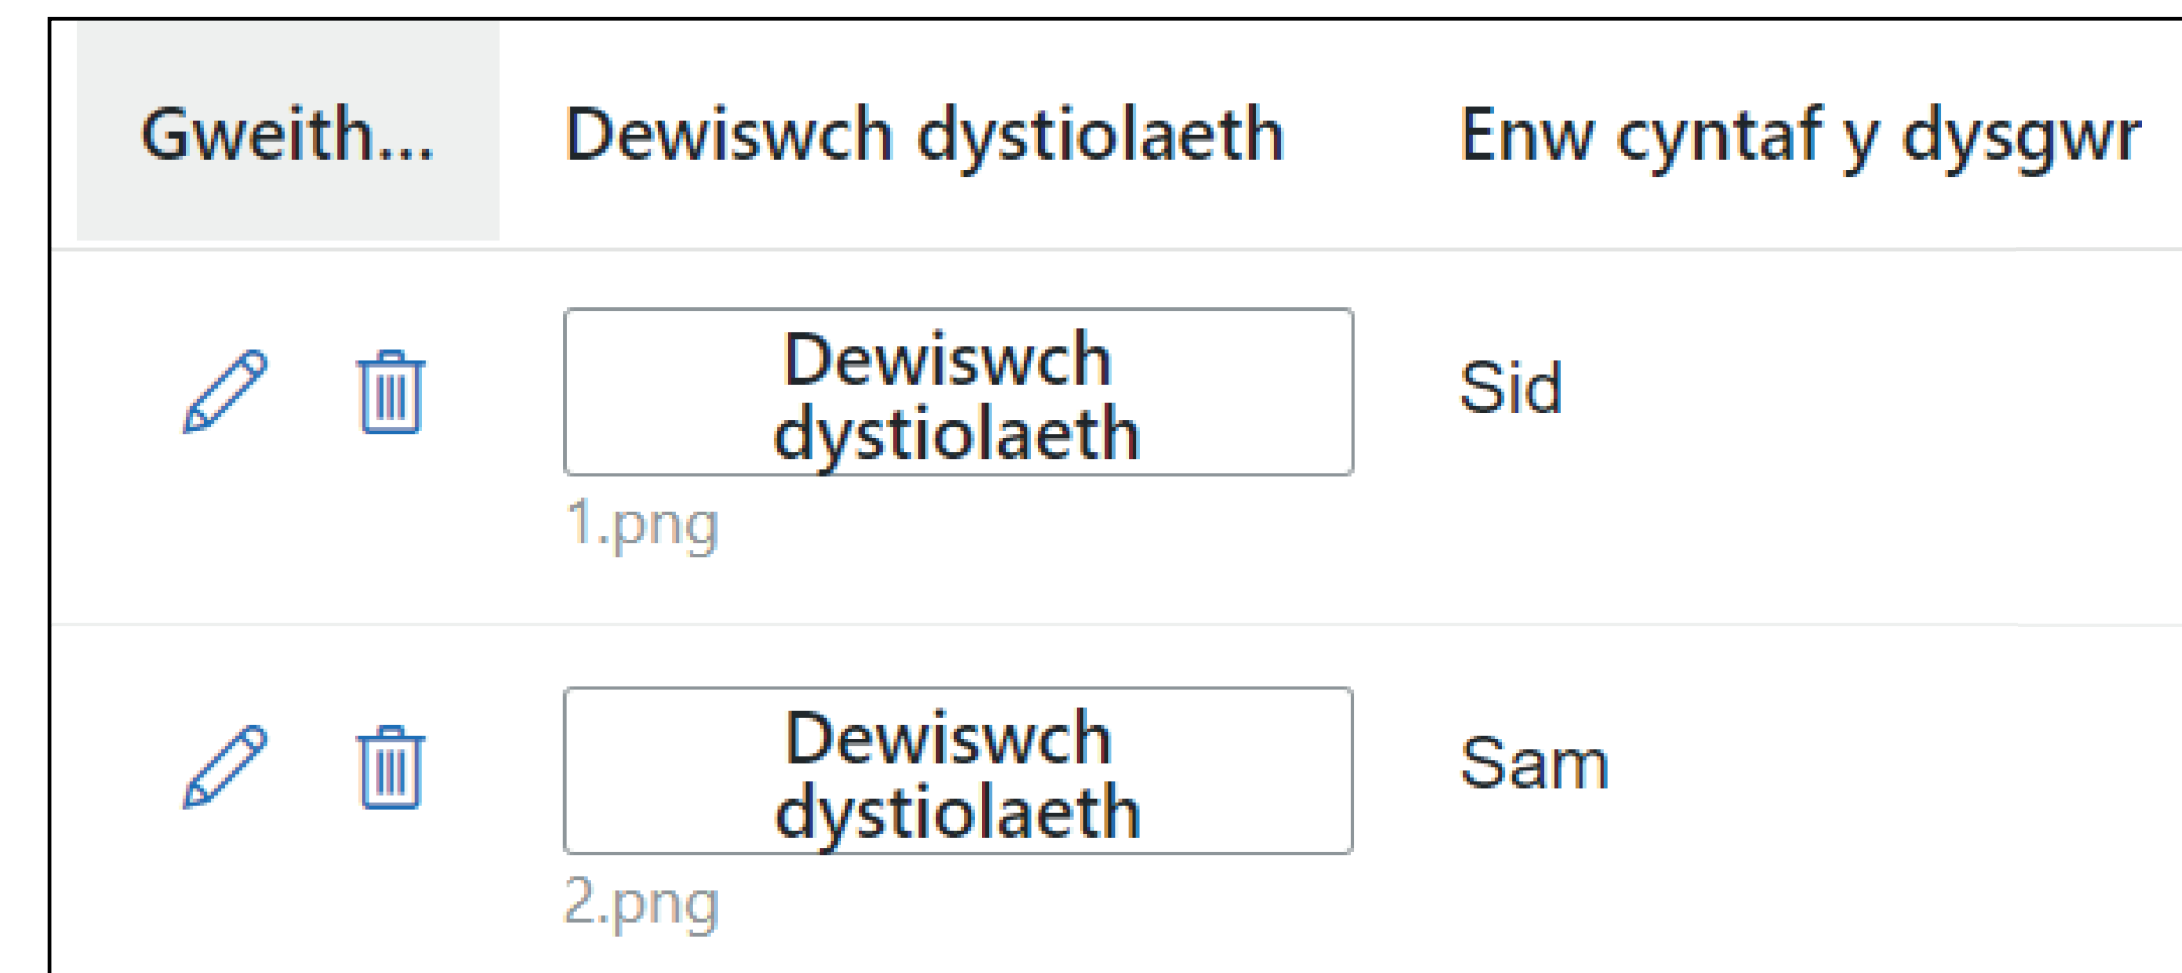 Gweith... Dewiswch dystiolaeth Enw cyntaf y dysgwr
Dewiswch
dystiolaeth
Sid
1.png
Dewiswch
dystiolaeth
Sam
2.png